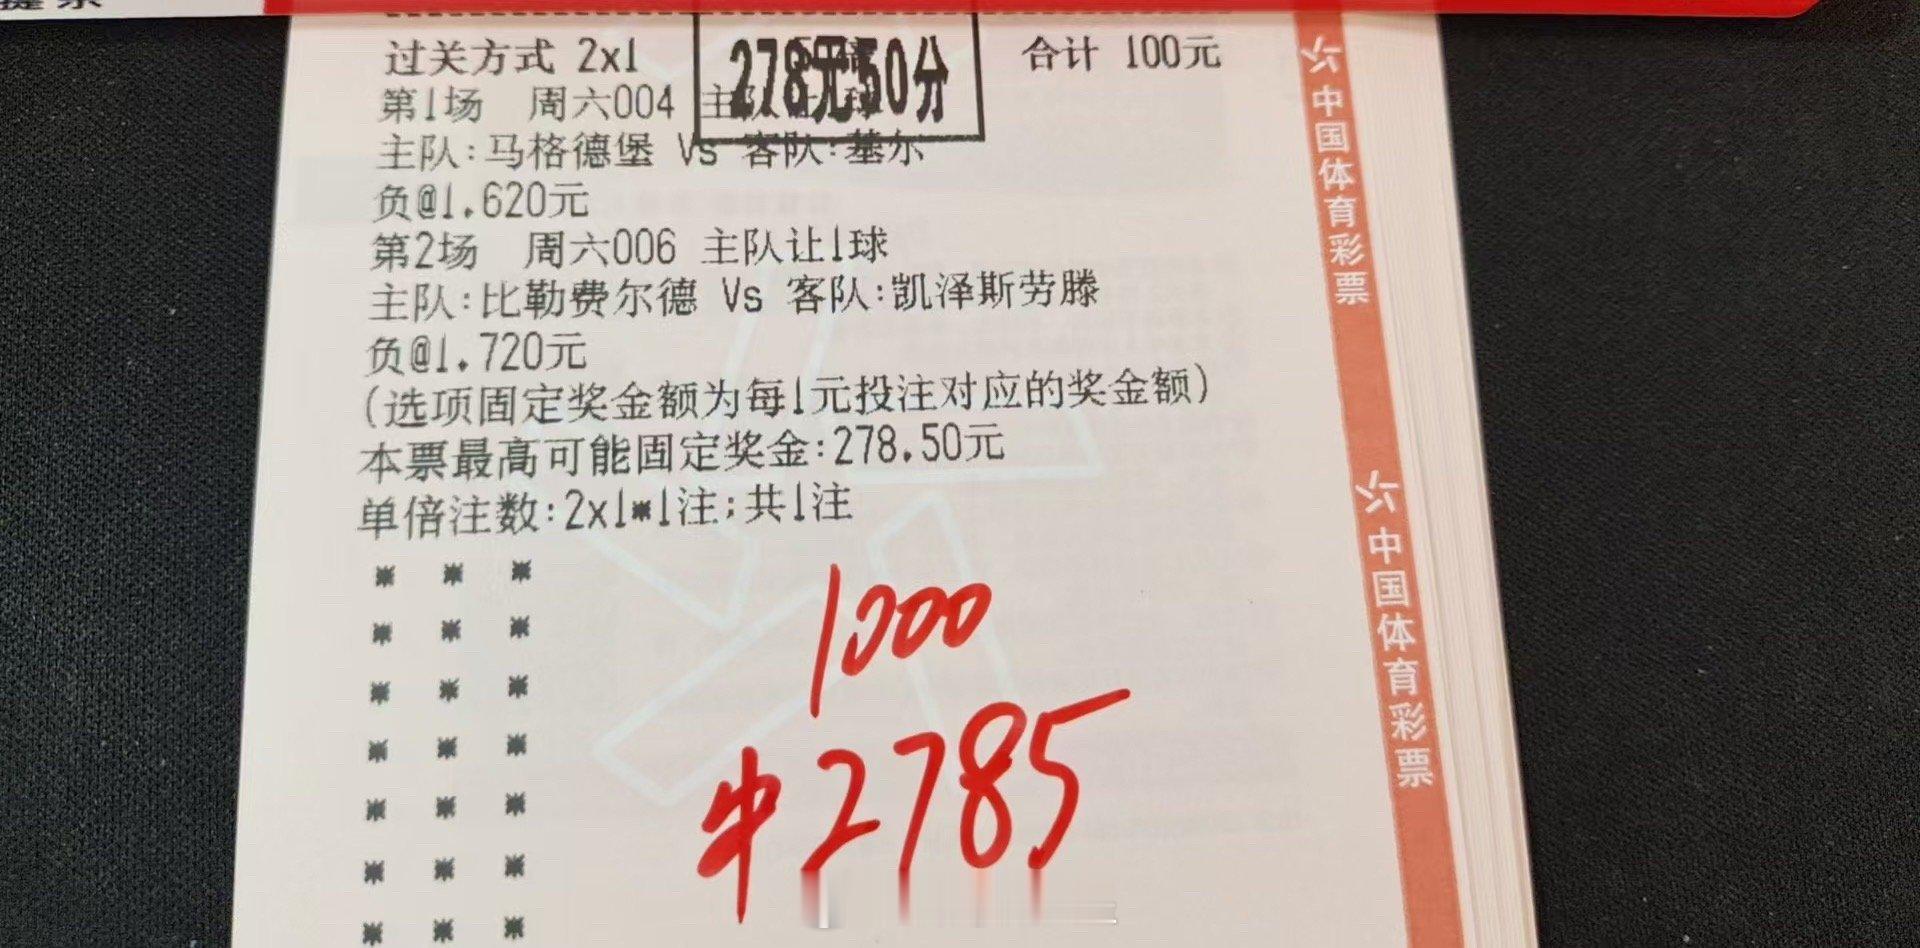 过关方式 2x1
合计 100元
278元50分
第1场 周六004 主队
主队:马格德堡 Vs 客队:基尔
负@1.620元
第2场 周六006 主队让1球
主队:比勒费尔德 Vs 客队:凯泽斯劳滕
负@1.720元
(选项固定奖金额为每1元投注对应的奖金额)
本票最高可能固定奖金:278.50元
单倍注数:2x1*1注;共1注
1000
中2785
中国体育彩票
中国体育彩票